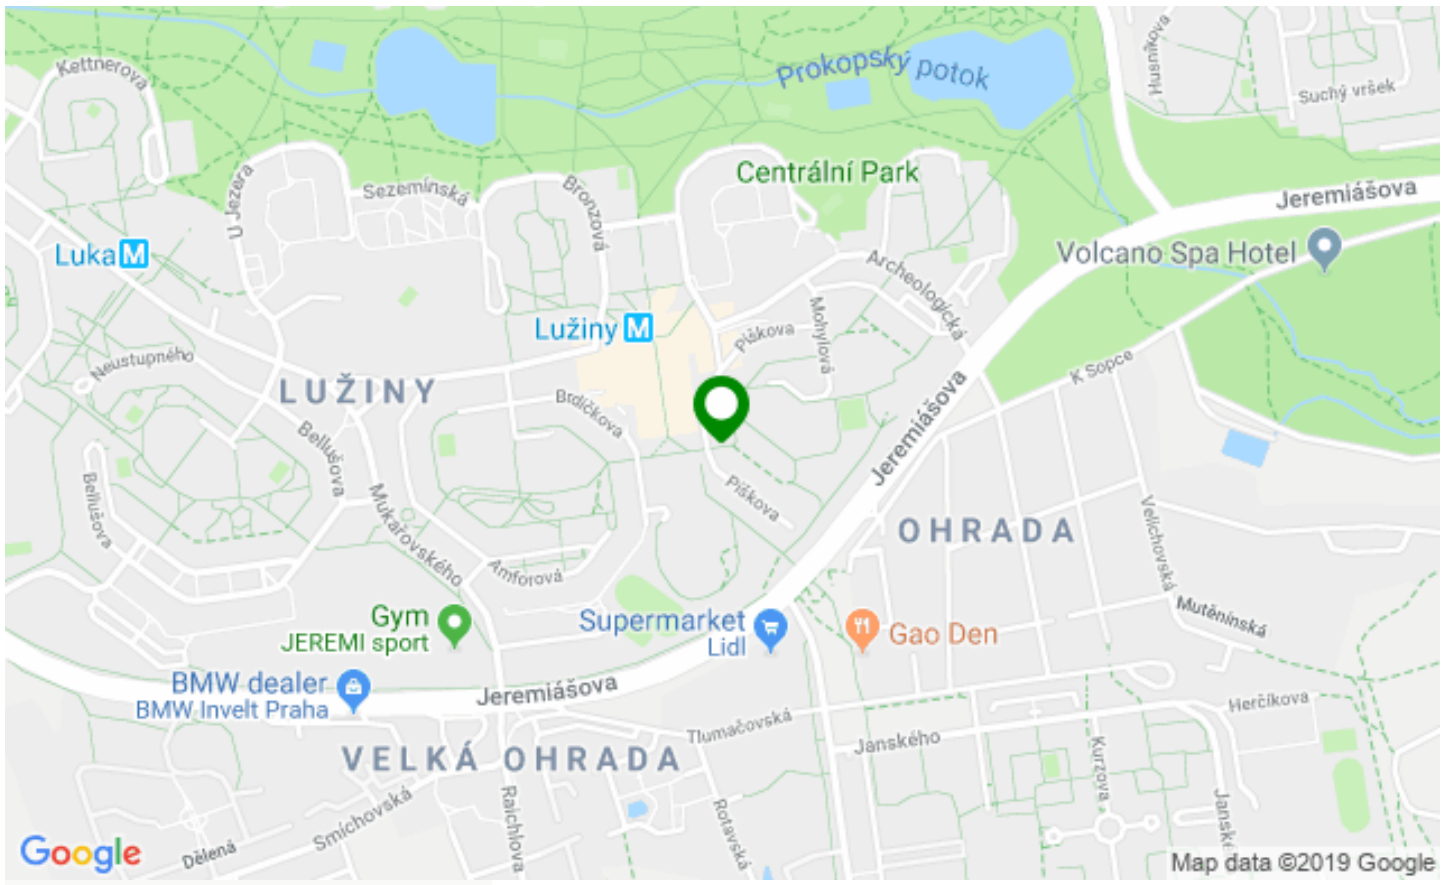 Kettnerova
Prokopský potok
Husníkova
Suchý vršek
Centrální Park
Sezemínská
Bronzová
U Jezera
Jeremiášova
Luka M
Volcano Spa Hotel
Archeologická
Lužiny M
Mohylová
Piškova
Neustupného
K Sopce
LUŽINY
Brdičkova
Jeremiášova
Bellušova
Bellušova
Piškova
Mukařovského
OHRADA
Velichovská
Amforová
Mutěnínská
Gym
JEREMI sport
Supermarket
Lidl
Gao Den
BMW dealer
BMW Invelt Praha
Jeremiášova
Herčíkova
Tlumačovská
Janského
VELKÁ OHRADA
Kurzova
Raichlova
Smíchovská
Rotavská
Janské
Dělená
Google
Map data ©2019 Google